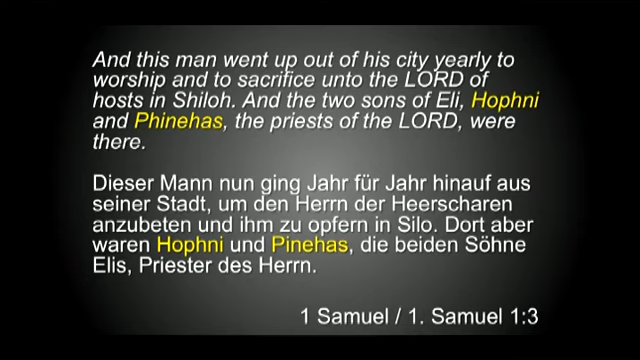 And this man went up out of his city yearly to
worship and to sacrifice unto the LORD of
hosts in Shiloh. And the two sons of Eli, Hophni
and Phinehas, the priests of the LORD, were
there.
Dieser Mann nun ging Jahr für Jahr hinauf aus
seiner Stadt, um den Herrn der Heerscharen
anzubeten und ihm zu opfern in Silo. Dort aber
waren Hophni und Pinehas, die beiden Söhne
Elis, Priester des Herrn.
1 Samuel / 1. Samuel 1:3